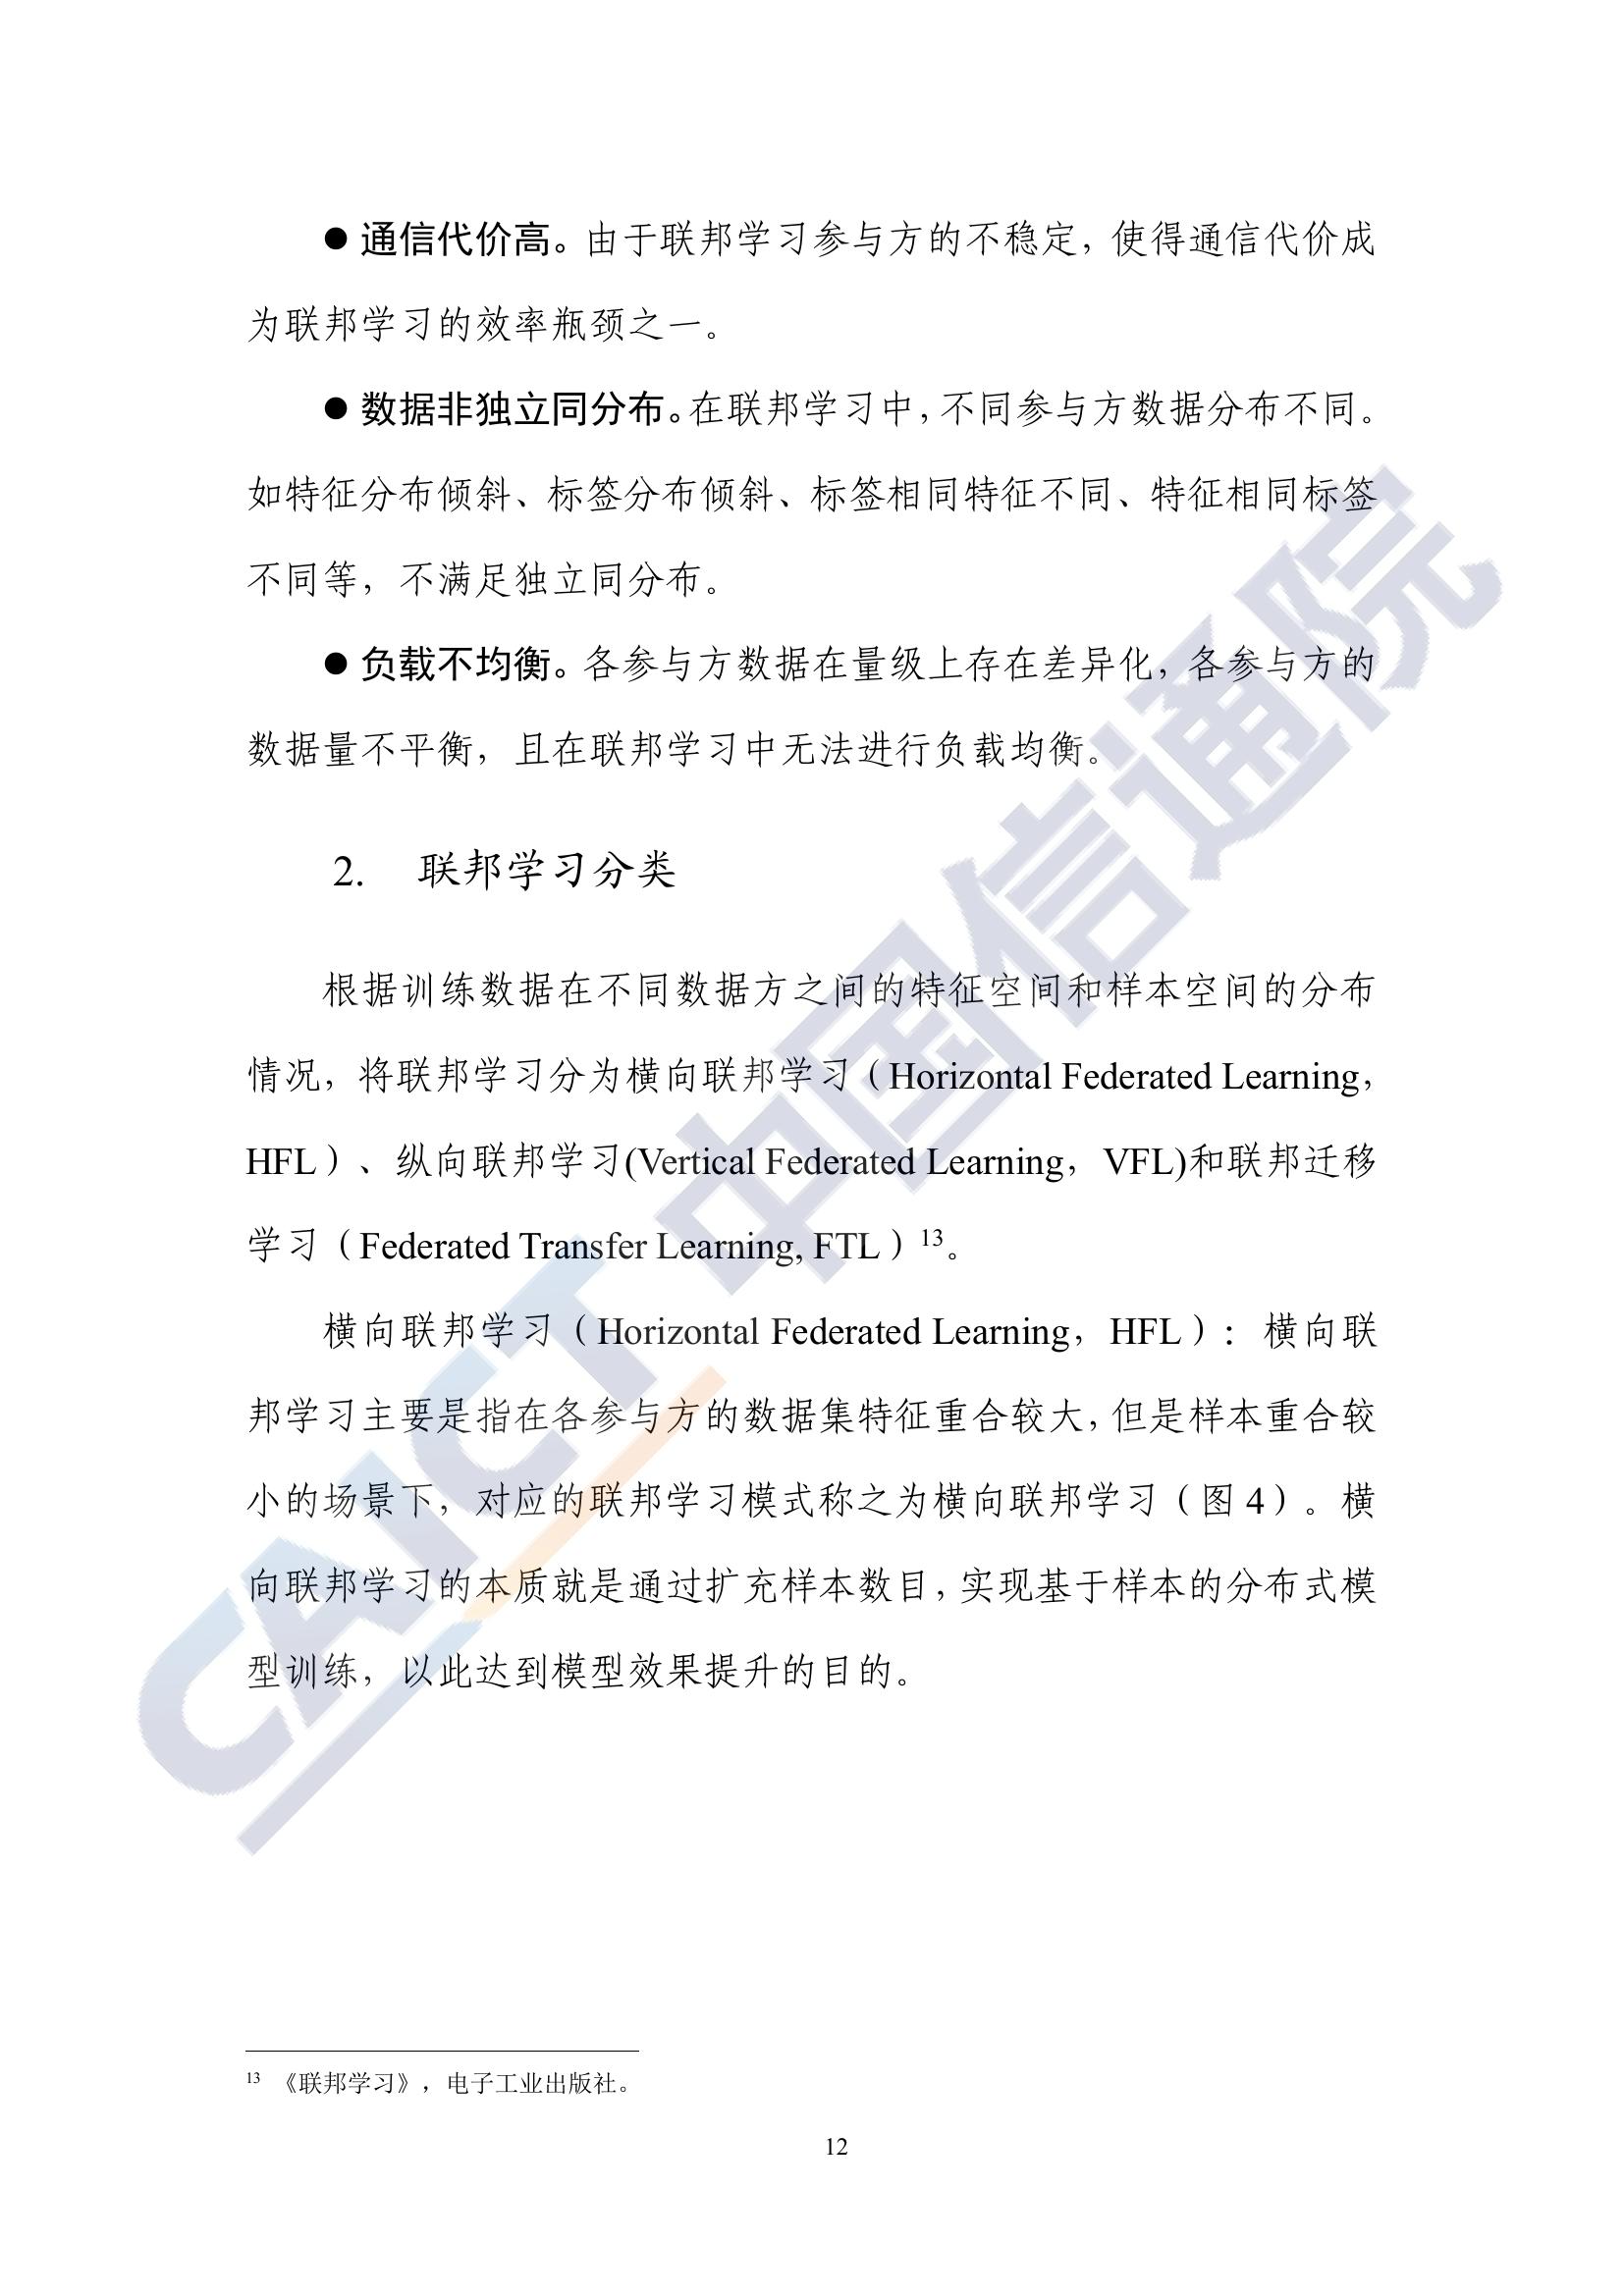 ● 通信代价高。由于联邦学习参与方的不稳定，使得通信代价成
为联邦学习的效率瓶颈之一。
● 数据非独立同分布。在联邦学习中，不同参与方数据分布不同。
如特征分布倾斜、标签分布倾斜、标签相同特征不同、特征相同标签
不同等，不满足独立同分布。
● 负载不均衡。各参与方数据在量级上存在差异化，各参与方的
数据量不平衡，且在联邦学习中无法进行负载均衡。
2. 联邦学习分类
根据训练数据在不同数据方之间的特征空间和样本空间的分布
情况，将联邦学习分为横向联邦学习（Horizontal Federated Learning，
HFL）、纵向联邦学习(Vertical Federated Learning，VFL)和联邦迁移
学习（Federated Transfer Learning, FTL）13。
横向联邦学习（Horizontal Federated Learning，HFL）：横向联
邦学习主要是指在各参与方的数据集特征重合较大，但是样本重合较
小的场景下，对应的联邦学习模式称之为横向联邦学习（图 4）。横
向联邦学习的本质就是通过扩充样本数目，实现基于样本的分布式模
型训练，以此达到模型效果提升的目的。
CAICT 中国信通院
13 《联邦学习》，电子工业出版社。
12